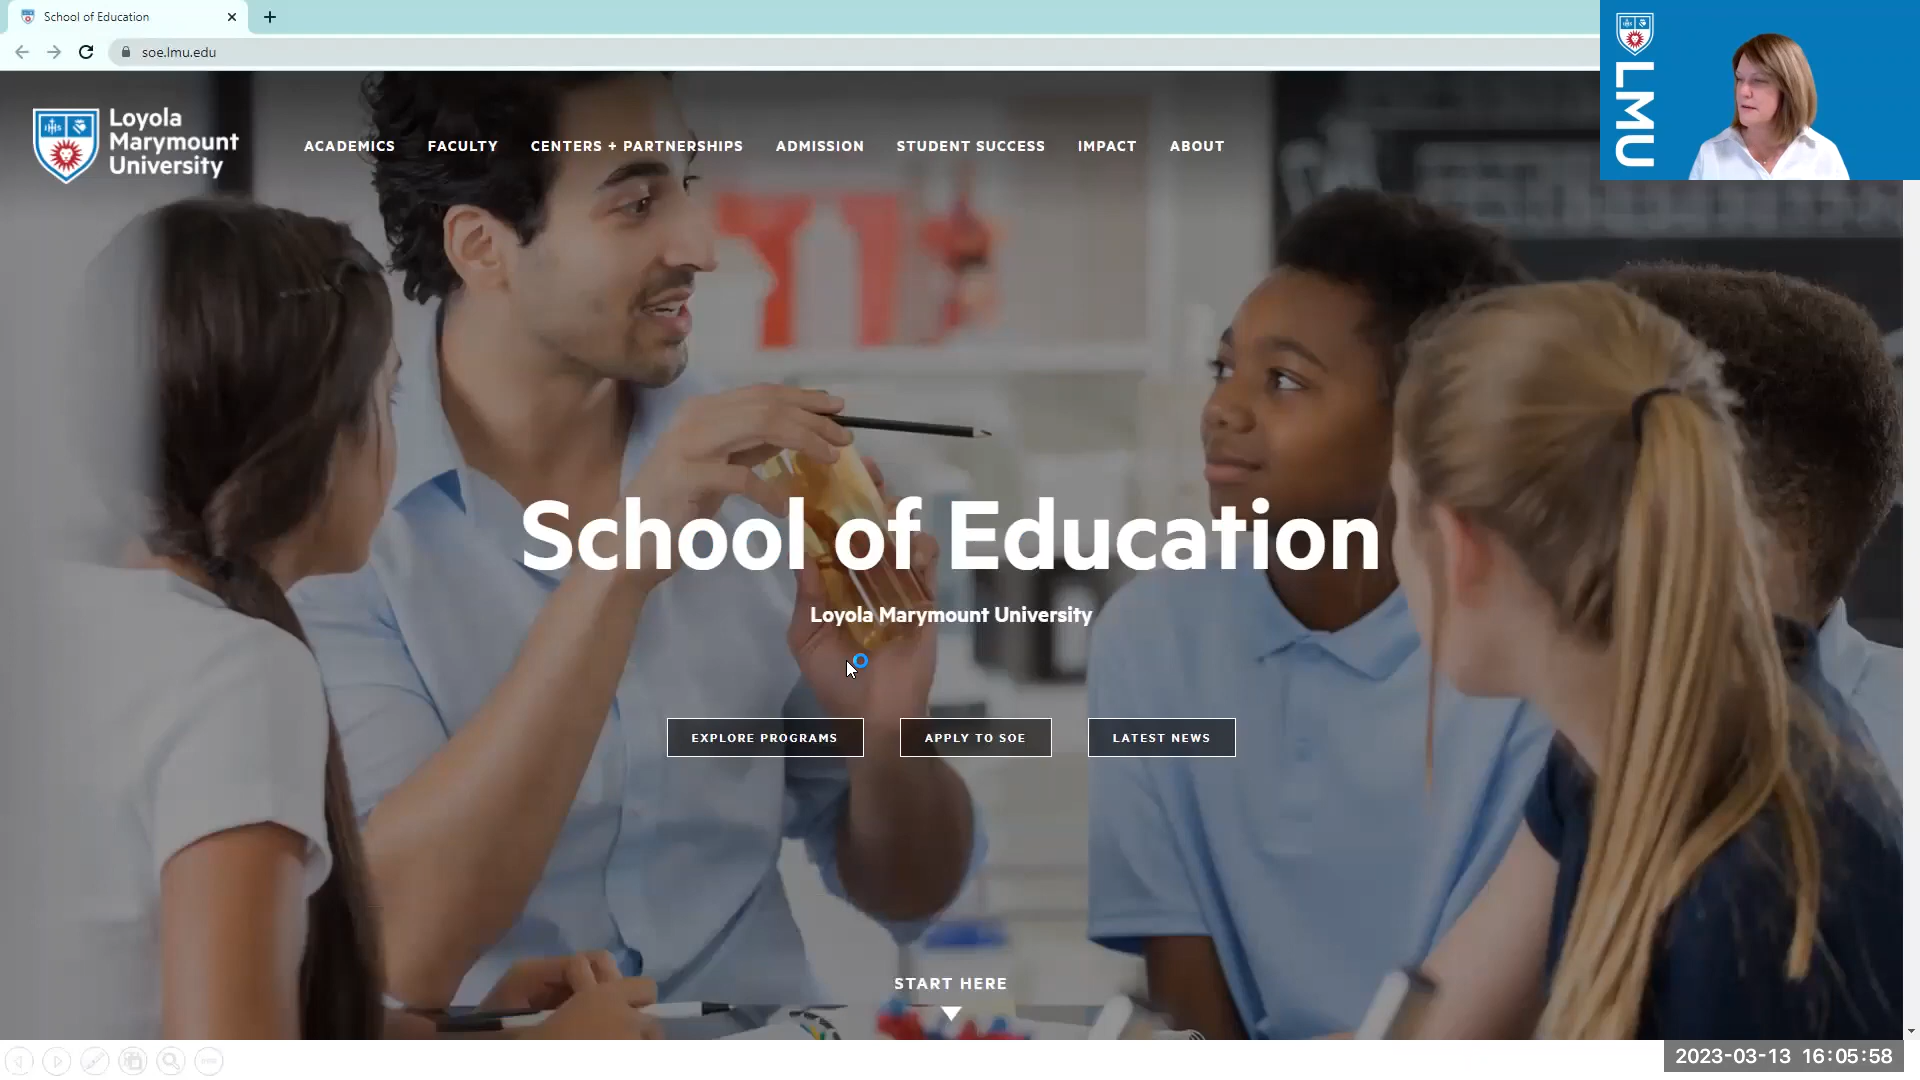 School of Education
soe.lmu.edu
LMU
Loyola
Marymount
University
ACADEMICS FACULTY CENTERS + PARTNERSHIPS ADMISSION STUDENT SUCCESS IMPACT ABOUT
School of Education
Loyola Marymount University
EXPLORE PROGRAMS APPLY TO SOE LATEST NEWS
START HERE
2023-03-13 16:05:58